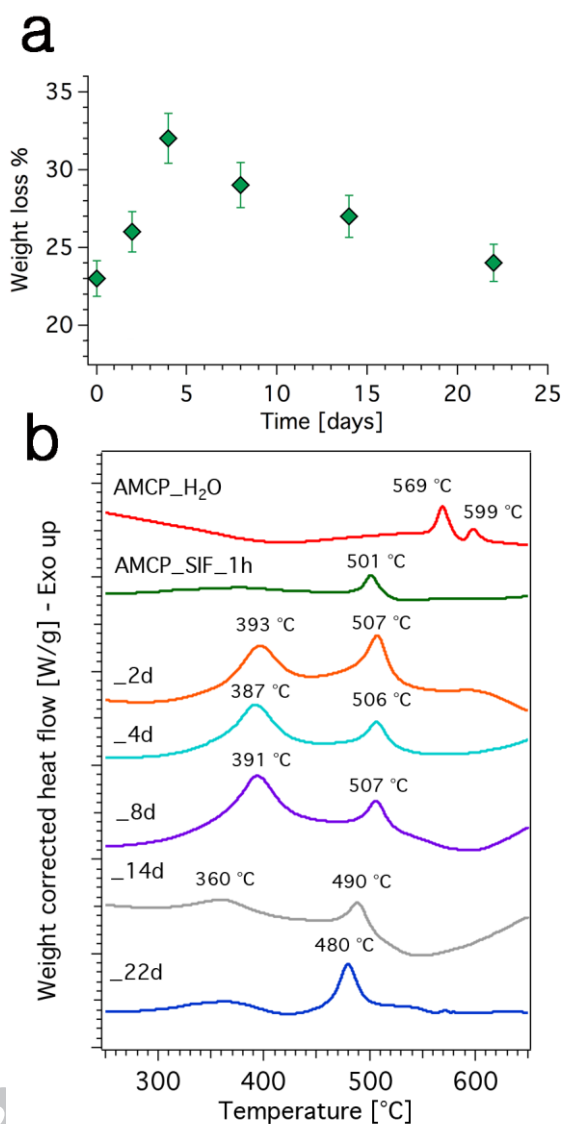 a
35
30
25
20
Weight loss %
0
5
10
15
20
25
Time [days]
b
AMCP_H₂O
569 °C
599 °C
AMCP_SIF_1h
501 °C
393 °C
507 °C
_2d
387 °C
506 °C
_4d
391 °C
507 °C
_8d
_14d
360 °C
490 °C
480 °C
_22d
Weight corrected heat flow [W/g] - Exo up
300
400
500
600
Temperature [°C]